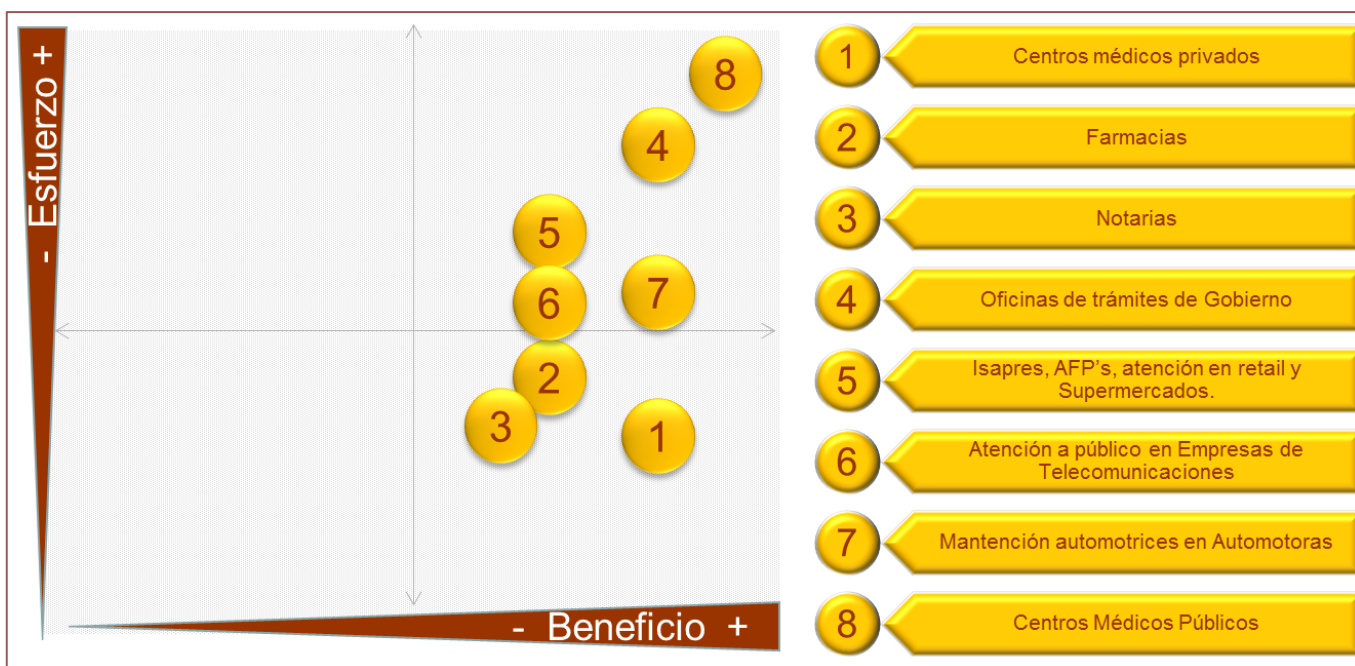 - Esfuerzo +
8
4
5
7
6
2
3
1
- Beneficio +
1
Centros médicos privados
2
Farmacias
3
Notarias
4
Oficinas de trámites de Gobierno
5
Isapres, AFP's, atención en retail y
Supermercados.
6
Atención a público en Empresas de
Telecomunicaciones
7
Mantención automotrices en Automotoras
8
Centros Médicos Públicos